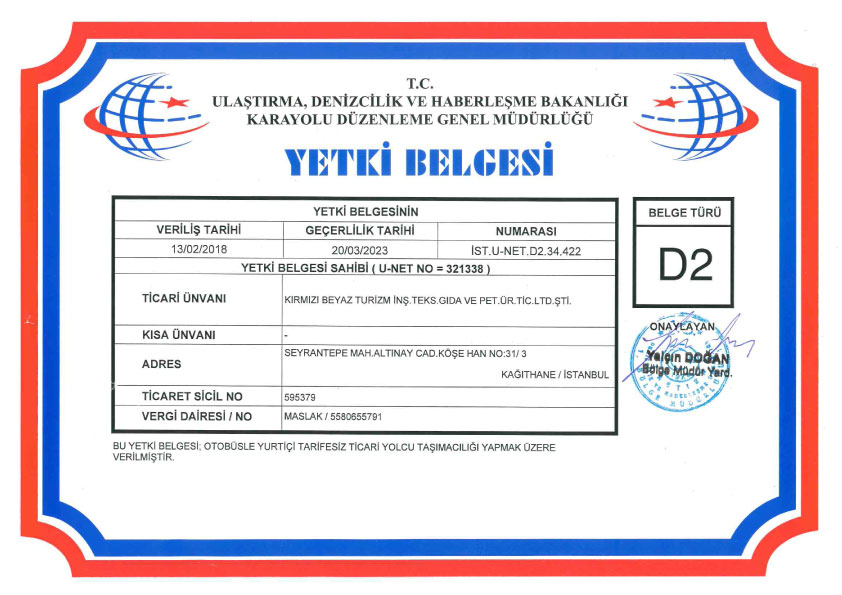 T.C.
ULAŞTIRMA, DENİZCİLİK VE HABERLEŞME BAKANLIĞI
KARAYOLU DÜZENLEME GENEL MÜDÜRLÜĞÜ
YETKİ BELGESİ
YETKİ BELGESİNİN
VERİLİŞ TARİHİ GEÇERLİLİK TARİHİ NUMARASI
13/02/2018 20/03/2023 İST.U-NET.D2.34.422
YETKİ BELGESİ SAHİBİ ( U-NET NO = 321338 )
TİCARİ ÜNVANI KIRMIZI BEYAZ TURİZM İNŞ.TEKS.GIDA VE PET.ÜR.TİC.LTD.ŞTİ.
KISA ÜNVANI -
ADRES SEYRANTEPE MAH.ALTINAY CAD.KÖŞE HAN NO:31/ 3
KAĞITHANE / İSTANBUL
TİCARET SİCİL NO 595379
VERGİ DAİRESİ / NO MASLAK / 5580655791
BELGE TÜRÜ
D2
ONAYLAYAN
Yalçın DOĞAN
Bölge Müdür Yard.
BU YETKİ BELGESİ; OTOBÜSLE YURTİÇİ TARİFESİZ TİCARİ YOLCU TAŞIMACILIĞI YAPMAK ÜZERE
VERİLMİŞTİR.